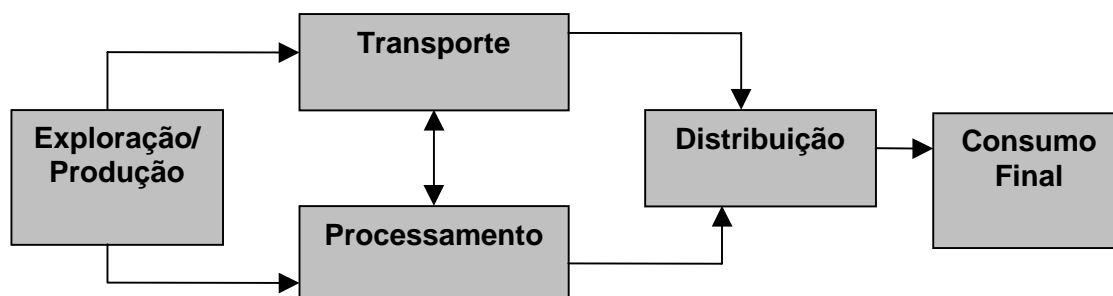 Transporte
Exploração/
Produção
Distribuição
Consumo
Final
Processamento